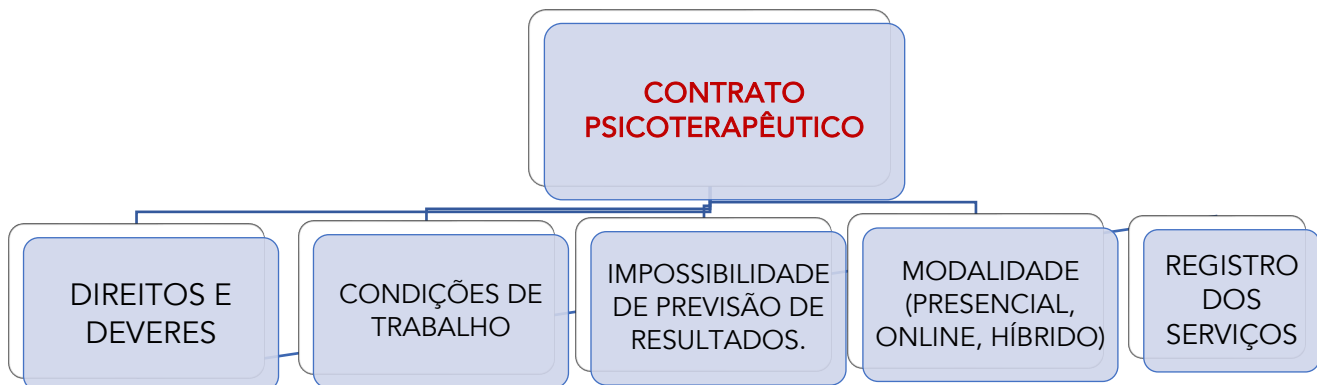 CONTRATO
PSICOTERAPÊUTICO
DIREITOS E
DEVERES
CONDIÇÕES DE
TRABALHO
IMPOSSIBILIDADE
DE PREVISÃO DE
RESULTADOS.
MODALIDADE
(PRESENCIAL,
ONLINE, HÍBRIDO)
REGISTRO
DOS
SERVIÇOS